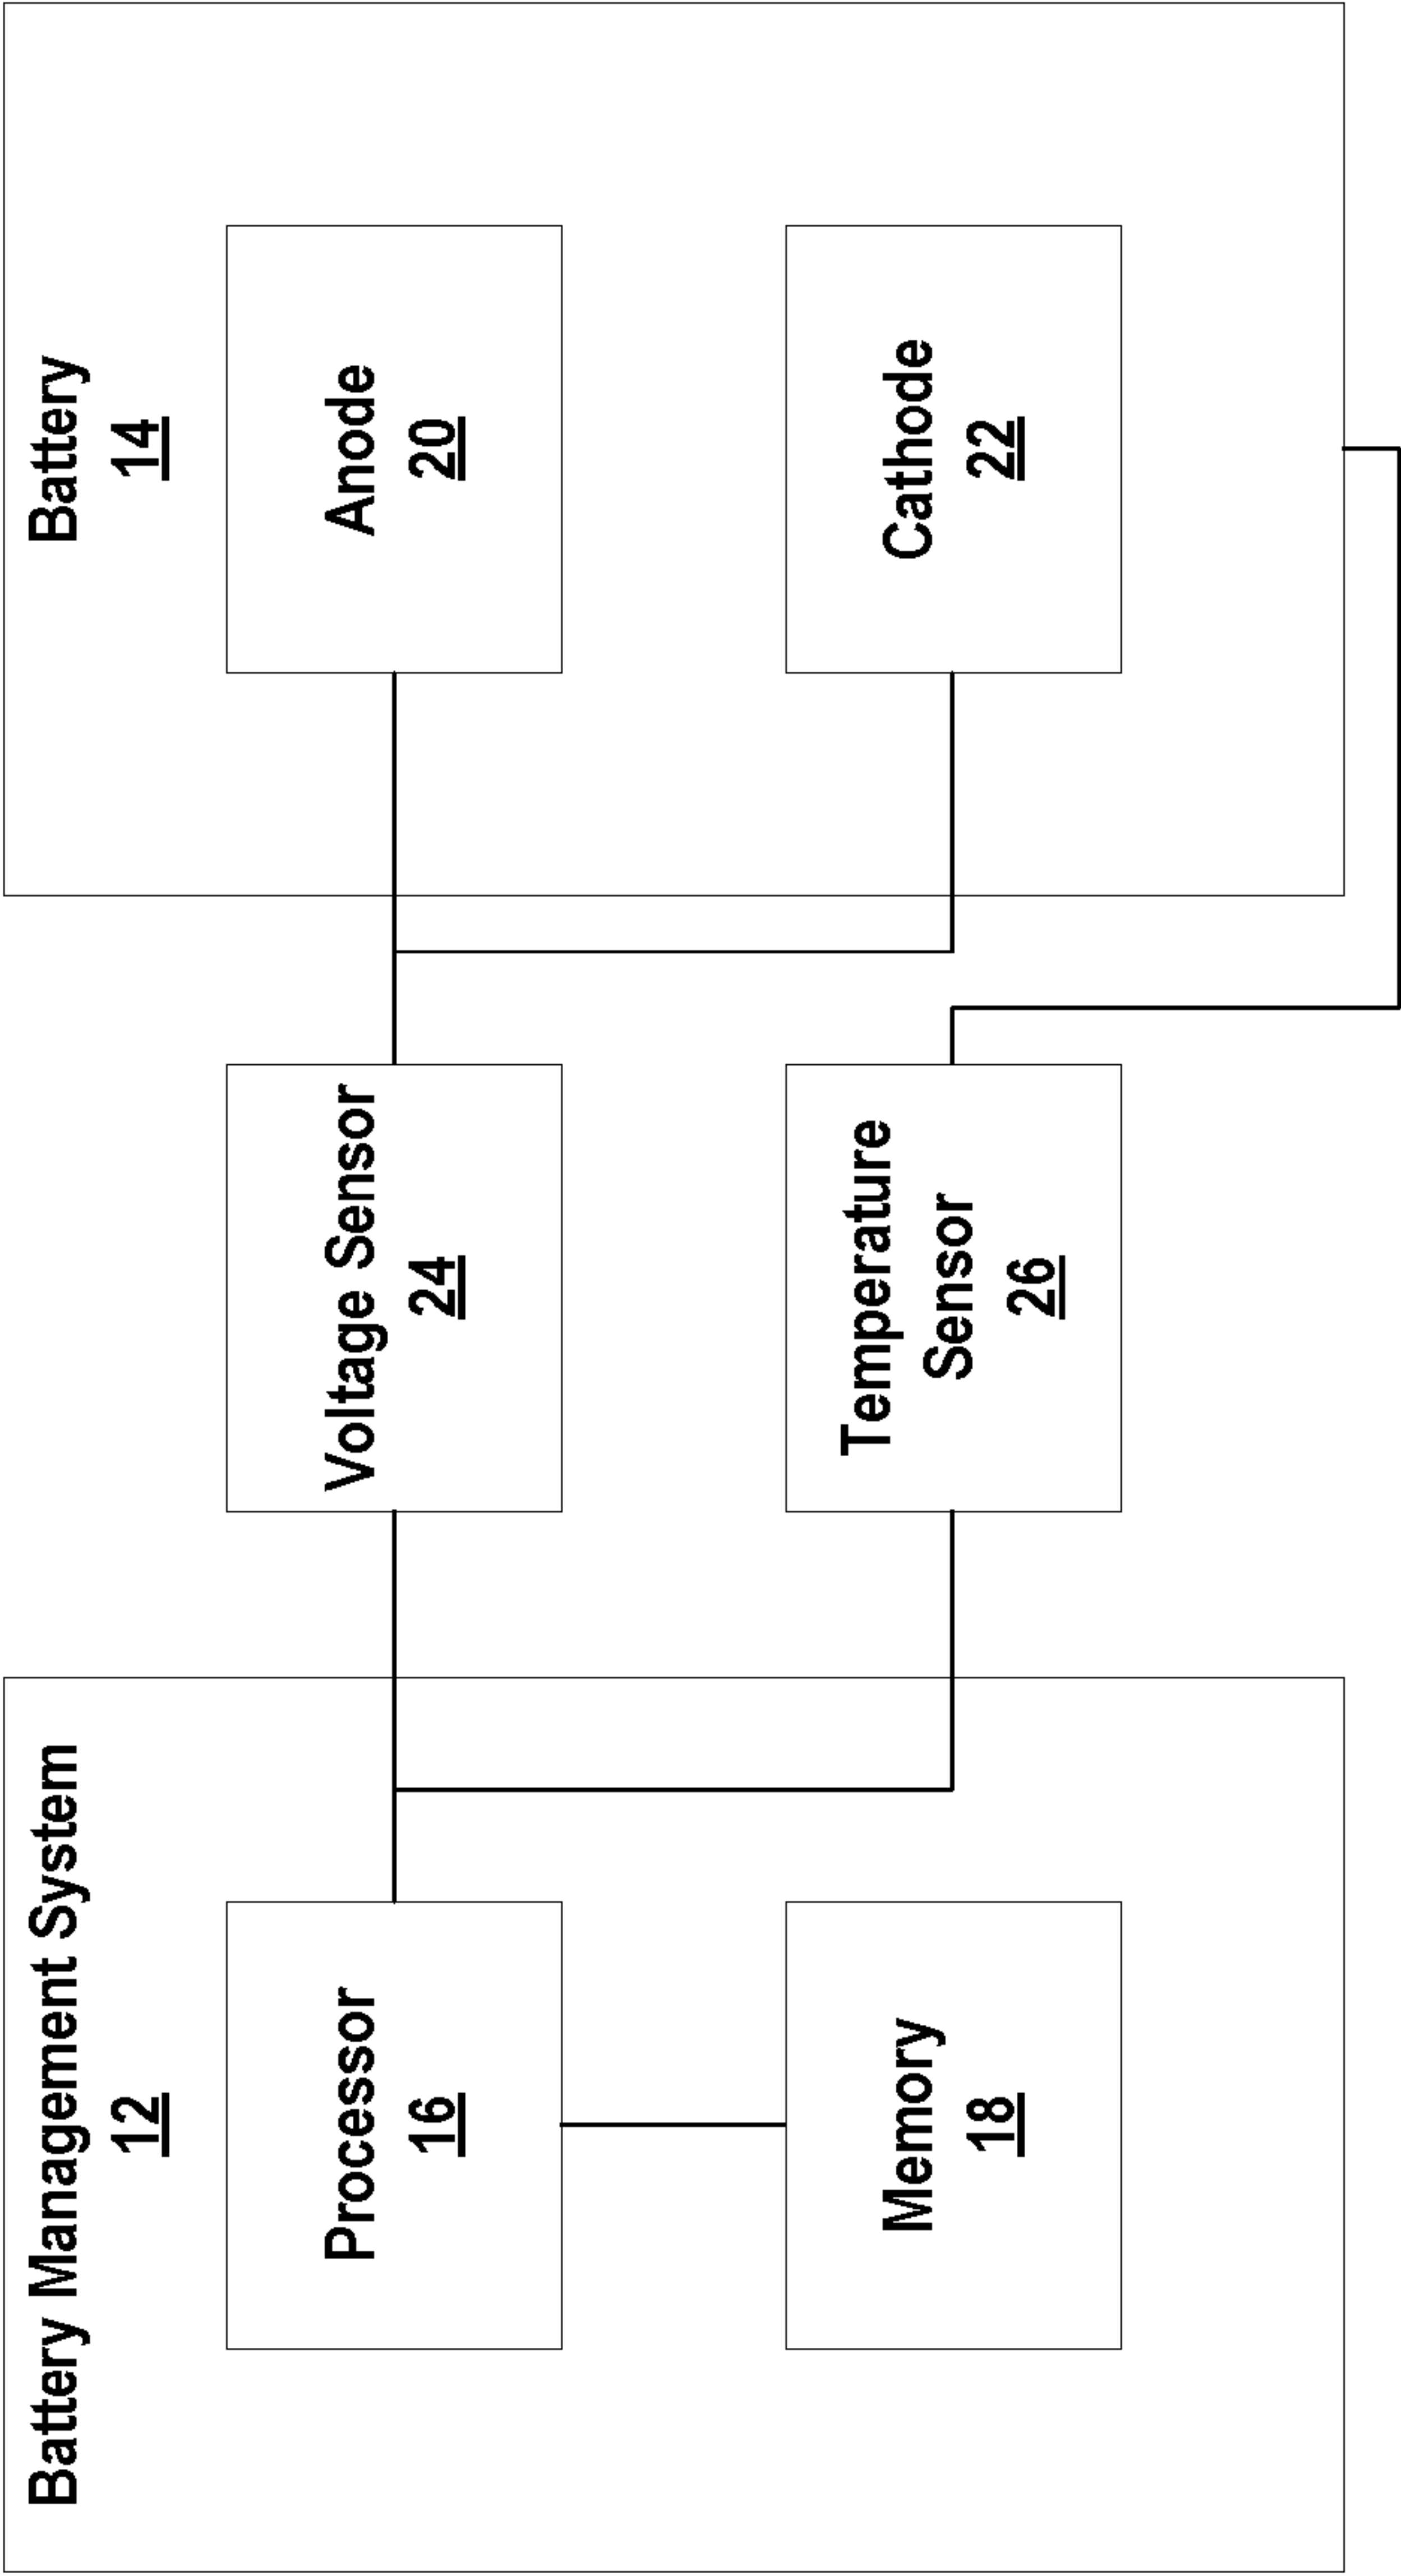 Battery Management System
12
Processor
16
Memory
18
Voltage Sensor
24
Temperature
Sensor
26
Battery
14
Anode
20
Cathode
22